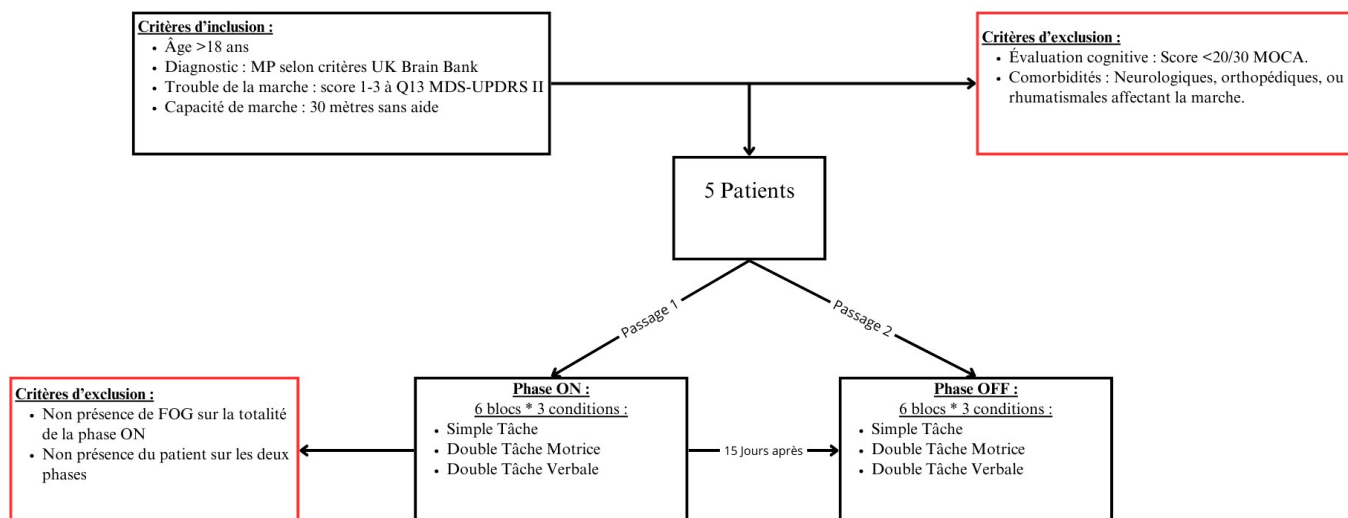 Critères d'inclusion :
• Âge >18 ans
• Diagnostic : MP selon critères UK Brain Bank
• Trouble de la marche : score 1-3 à Q13 MDS-UPDRS II
• Capacité de marche : 30 mètres sans aide
Critères d'exclusion :
• Évaluation cognitive : Score <20/30 MOCA.
• Comorbidités : Neurologiques, orthopédiques, ou
rhumatismales affectant la marche.
5 Patients
Passage 1
Passage 2
Critères d'exclusion :
• Non présence de FOG sur la totalité
de la phase ON
• Non présence du patient sur les deux
phases
Phase ON :
6 blocs * 3 conditions :
• Simple Tâche
• Double Tâche Motrice
• Double Tâche Verbale
15 Jours après
Phase OFF :
6 blocs * 3 conditions :
• Simple Tâche
• Double Tâche Motrice
• Double Tâche Verbale